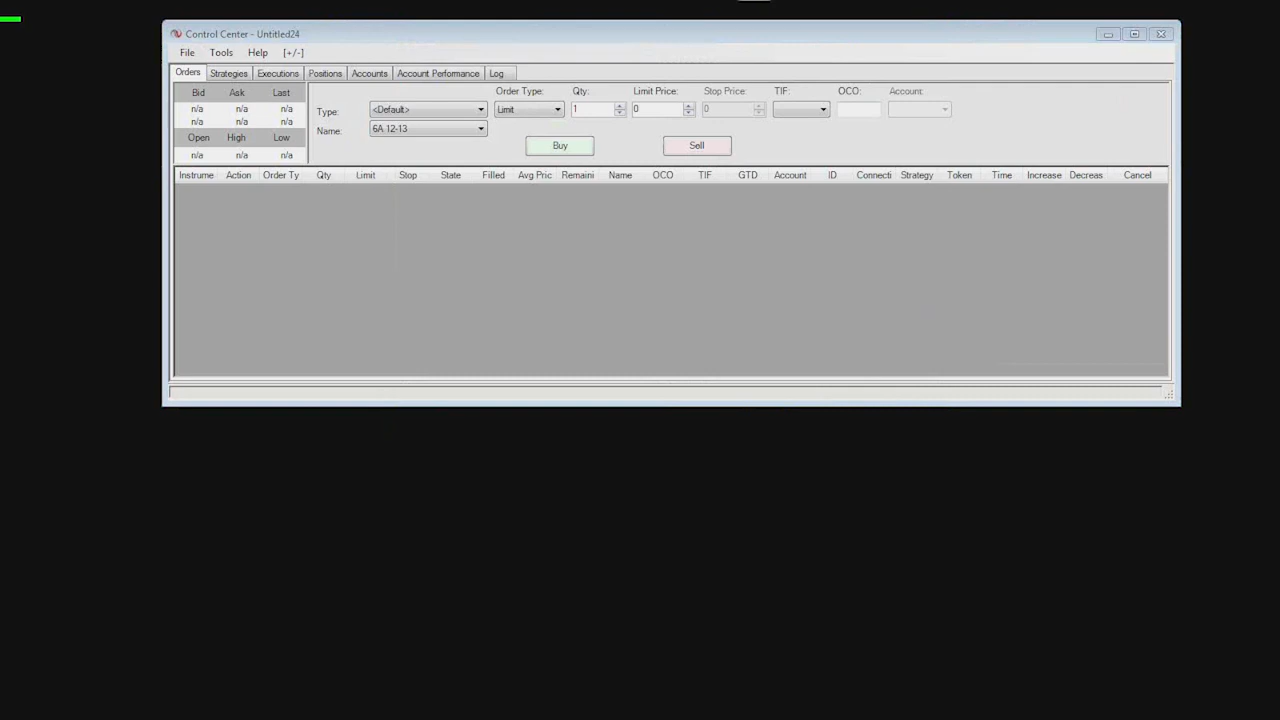 Control Center - Untitled24
File Tools Help [+/-]
Orders Strategies Executions Positions Accounts Account Performance Log
Bid Ask Last
n/a n/a n/a
n/a n/a n/a
Open High Low
n/a n/a n/a
Type: <Default>
Name: 6A 12-13
Order Type: Qty: Limit Price: Stop Price: TIF: OCO: Account:
Limit 1 0 0
Buy Sell
Instrume Action Order Ty Qty Limit Stop State Filled Avg Pric Remaini Name OCO TIF GTD Account ID Connecti Strategy Token Time Increase Decreas Cancel